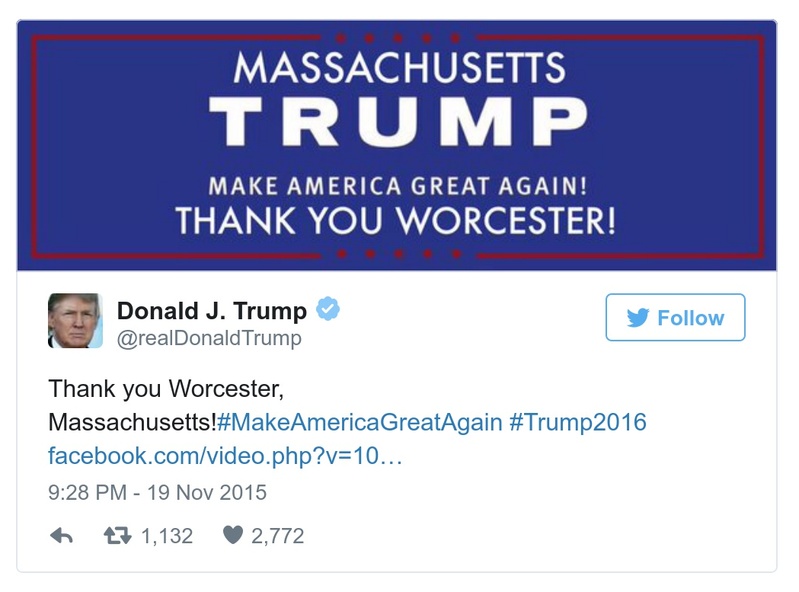 MASSACHUSETTS
TRUMP
MAKE AMERICA GREAT AGAIN!
THANK YOU WORCESTER!
Donald J. Trump
@realDonaldTrump
Follow
Thank you Worcester,
Massachusetts!#MakeAmericaGreatAgain #Trump2016
facebook.com/video.php?v=10…
9:28 PM - 19 Nov 2015
1,132 2,772